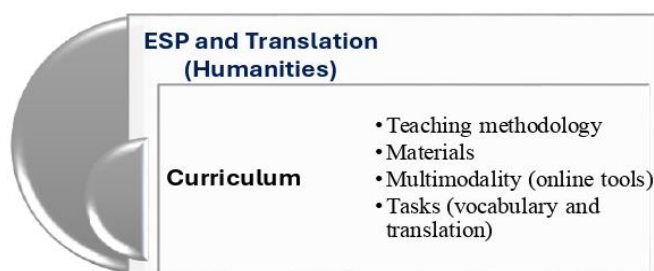 ESP and Translation
(Humanities)
Curriculum
• Teaching methodology
• Materials
• Multimodality (online tools)
• Tasks (vocabulary and
translation)